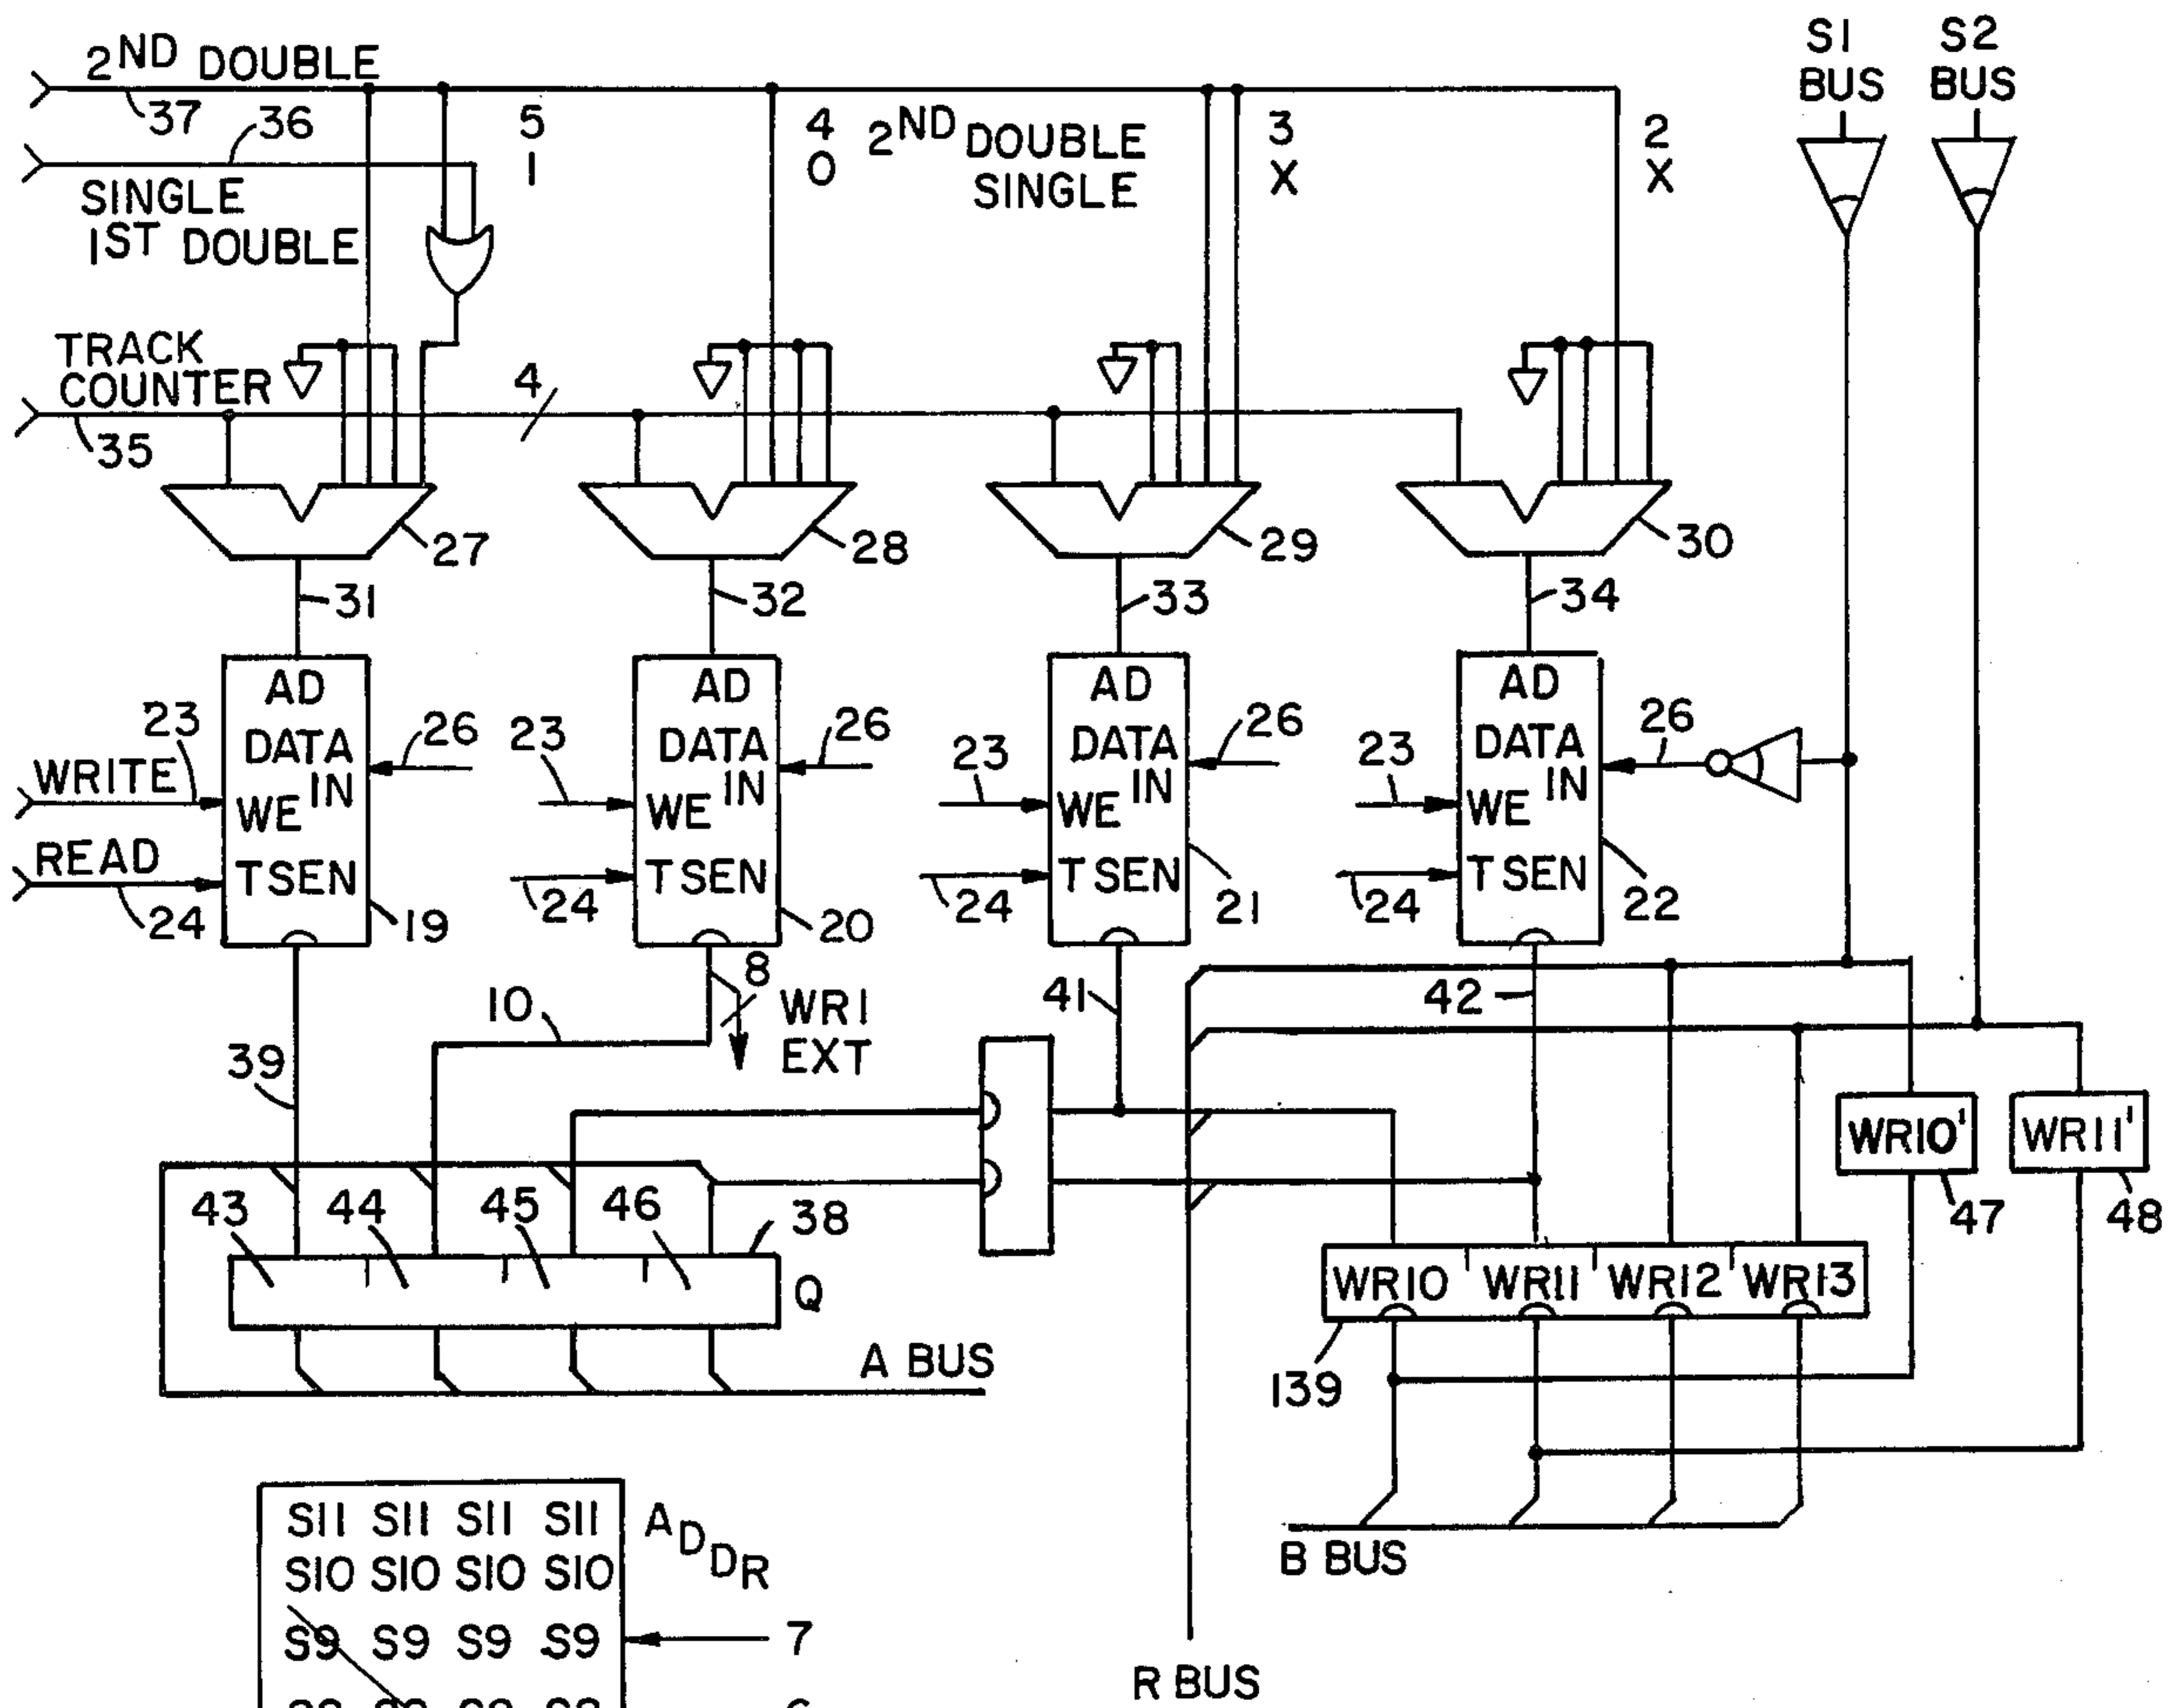 S1 S2
BUS BUS
2ND DOUBLE
37 36
5 4 2ND DOUBLE 3 2
1 0 SINGLE X X
SINGLE
1ST DOUBLE
TRACK
COUNTER
4
35
27 28 29 30
31 32 33 34
AD AD AD AD
23 26 23 26 23 26 23 26
DATA DATA DATA DATA
IN IN IN IN
WRITE
WE WE WE WE
READ
TSEN TSEN TSEN TSEN
24 19 24 20 24 21 24 22
8
10 WR1 41 42
EXT
39
WR10' WR11'
43 44 45 46 38 47 48
Q WR10 WR11 WR12 WR13
A BUS
139
S11 S11 S11 S11 ADDR
B BUS
S10 S10 S10 S10
S9 S9 S9 S9 7
R BUS